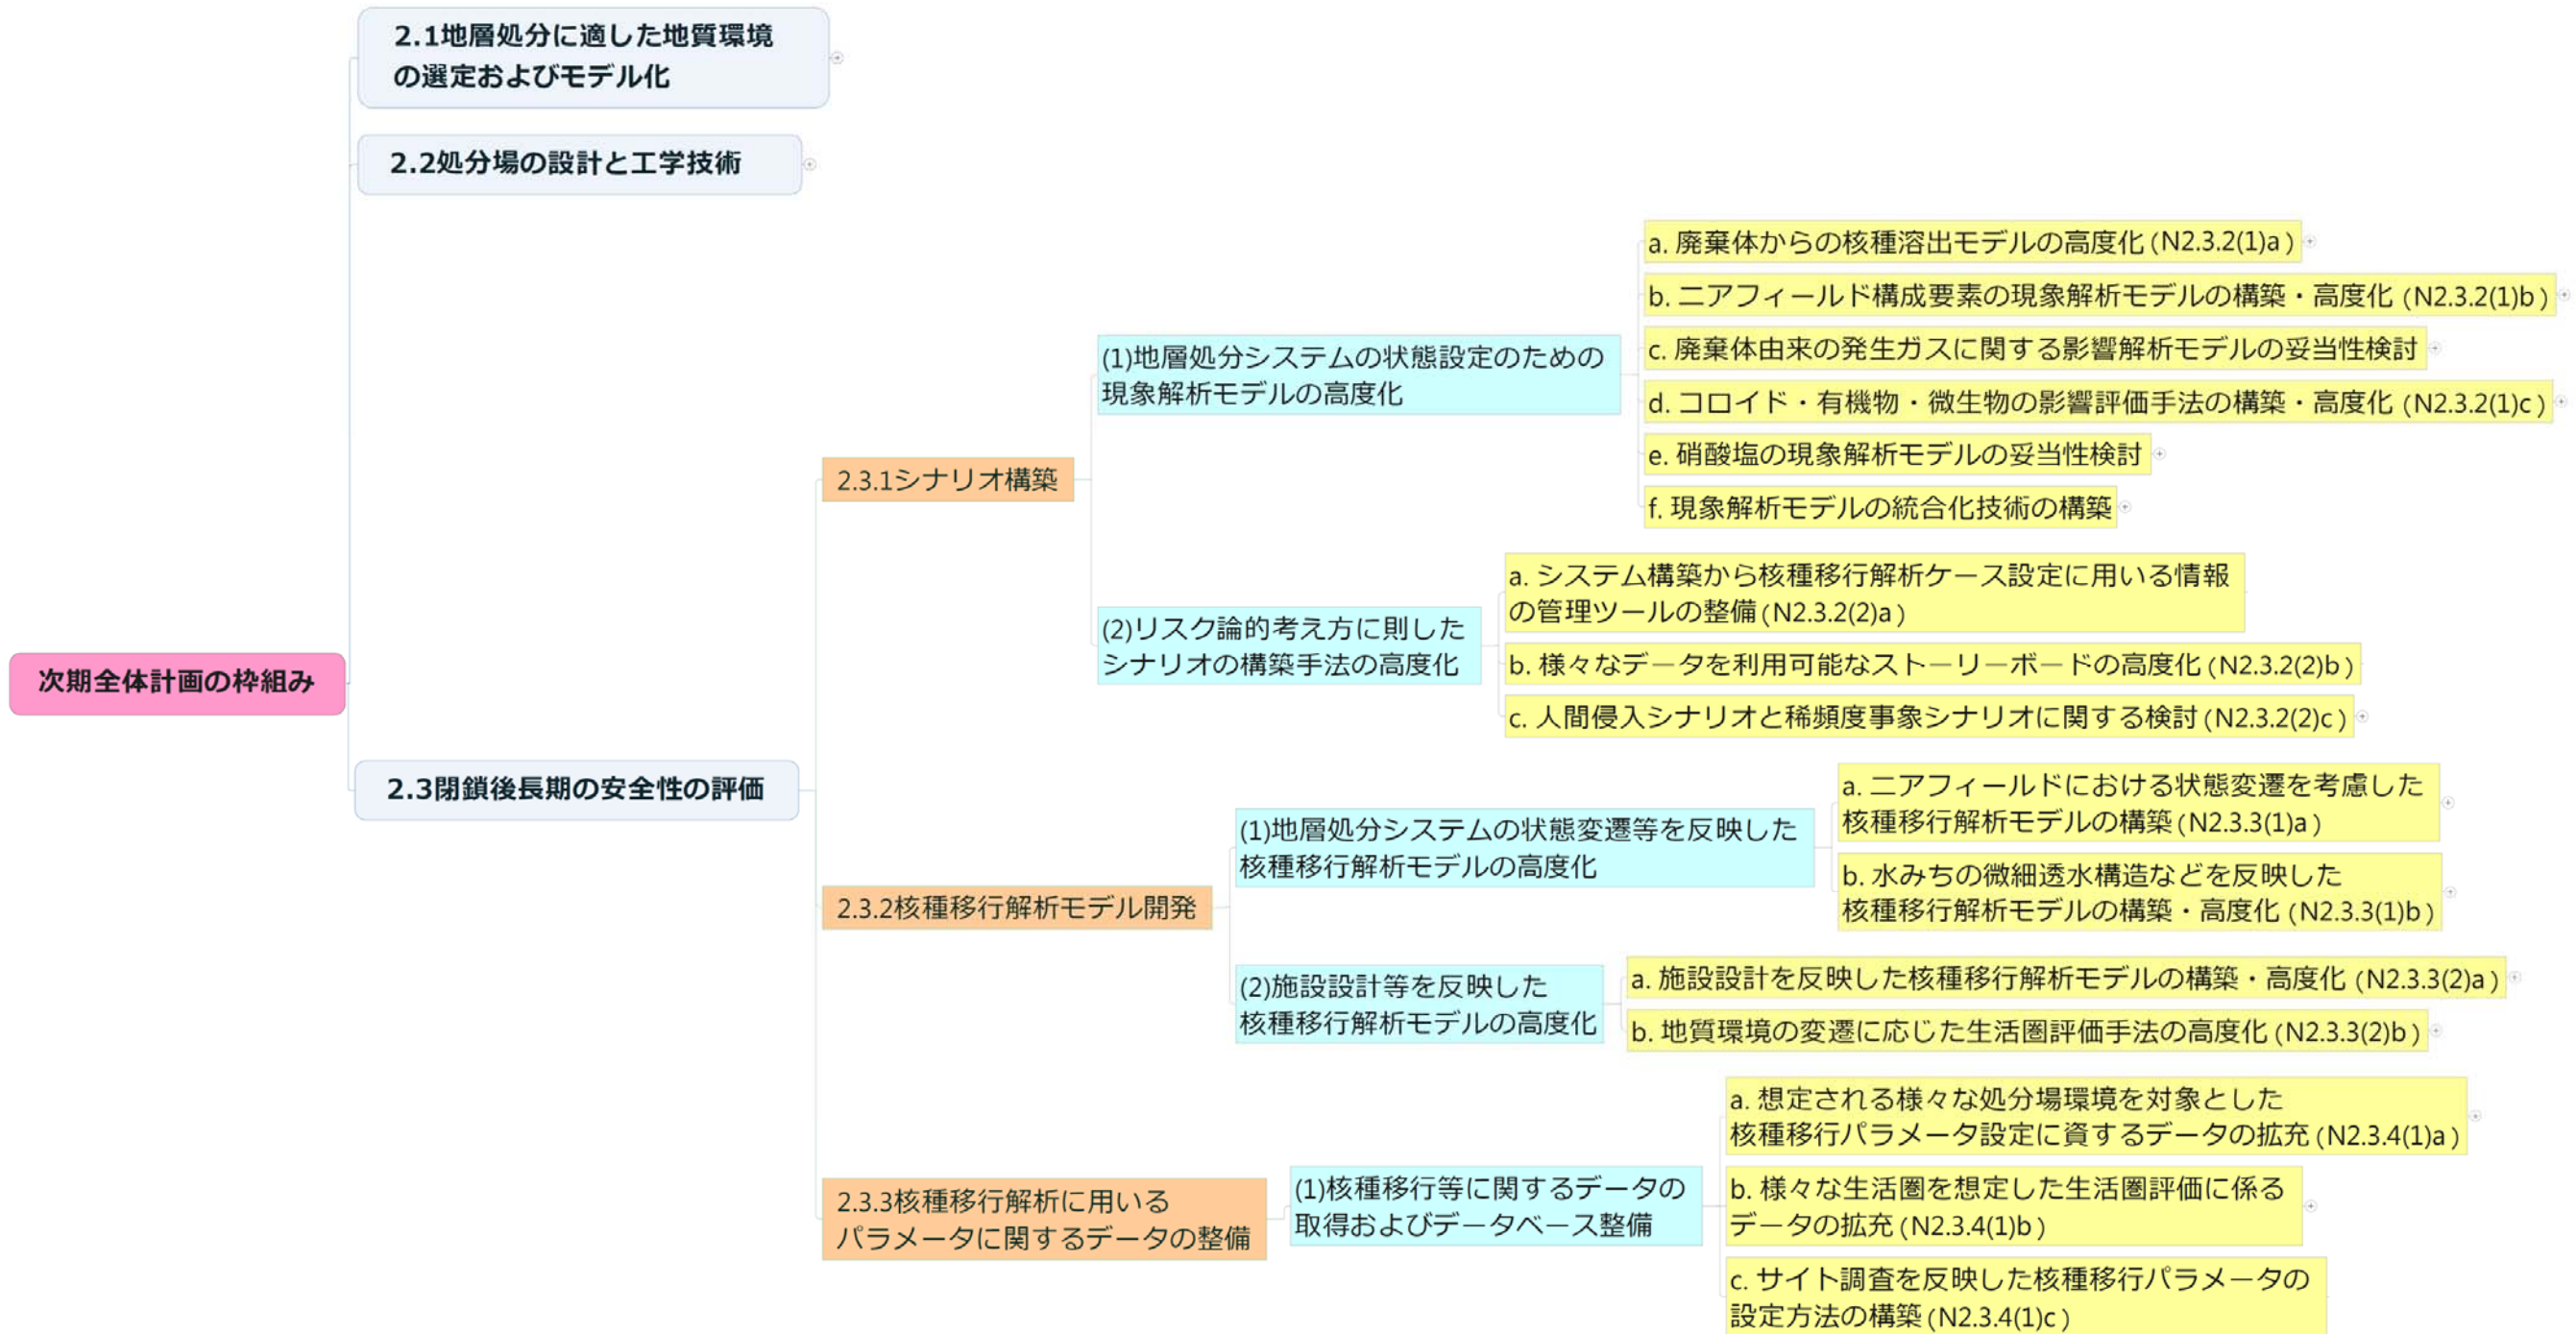 2.1地層処分に適した地質環境
の選定およびモデル化
2.2処分場の設計と工学技術
次期全体計画の枠組み
2.3閉鎖後長期の安全性の評価
2.3.1シナリオ構築
(1)地層処分システムの状態設定のための
現象解析モデルの高度化
a. 廃棄体からの核種溶出モデルの高度化(N2.3.2(1)a)
b. ニアフィールド構成要素の現象解析モデルの構築・高度化 (N2.3.2(1)b)
c. 廃棄体由来の発生ガスに関する影響解析モデルの妥当性検討
d. コロイド・有機物・微生物の影響評価手法の構築・高度化 (N2.3.2(1)c)
e. 硝酸塩の現象解析モデルの妥当性検討
f. 現象解析モデルの統合化技術の構築
(2)リスク論的考え方に則した
シナリオの構築手法の高度化
a. システム構築から核種移行解析ケース設定に用いる情報
の管理ツールの整備(N2.3.2(2)a)
b. 様々なデータを利用可能なストーリーボードの高度化(N2.3.2(2)b)
c. 人間侵入シナリオと稀頻度事象シナリオに関する検討(N2.3.2(2)c)
2.3.2核種移行解析モデル開発
(1)地層処分システムの状態変遷等を反映した
核種移行解析モデルの高度化
a. ニアフィールドにおける状態変遷を考慮した
核種移行解析モデルの構築(N2.3.3(1)a)
b. 水みちの微細透水構造などを反映した
核種移行解析モデルの構築・高度化 (N2.3.3(1)b)
(2)施設設計等を反映した
核種移行解析モデルの高度化
a. 施設設計を反映した核種移行解析モデルの構築・高度化 (N2.3.3(2)a)
b. 地質環境の変遷に応じた生活圏評価手法の高度化(N2.3.3(2)b)
2.3.3核種移行解析に用いる
パラメータに関するデータの整備
(1)核種移行等に関するデータの
取得およびデータベース整備
a. 想定される様々な処分場環境を対象とした
核種移行パラメータ設定に資するデータの拡充(N2.3.4(1)a)
b. 様々な生活圏を想定した生活圏評価に係る
データの拡充(N2.3.4(1)b)
c. サイト調査を反映した核種移行パラメータの
設定方法の構築(N2.3.4(1)c)